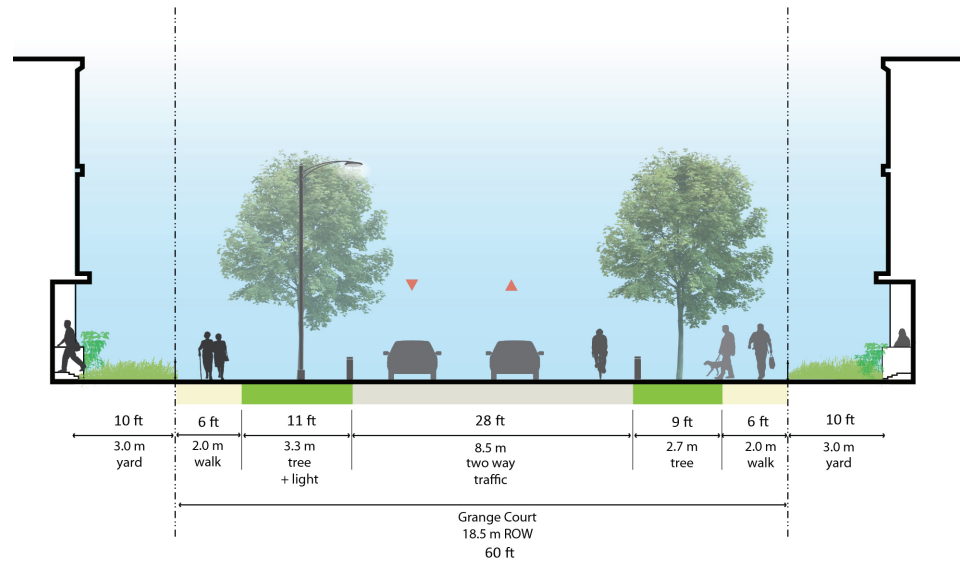 10 ft
6 ft
11 ft
28 ft
9 ft
6 ft
10 ft
3.0 m
yard
2.0 m
walk
3.3 m
tree
+ light
8.5 m
two way
traffic
2.7 m
tree
2.0 m
walk
3.0 m
yard
Grange Court
18.5 m ROW
60 ft